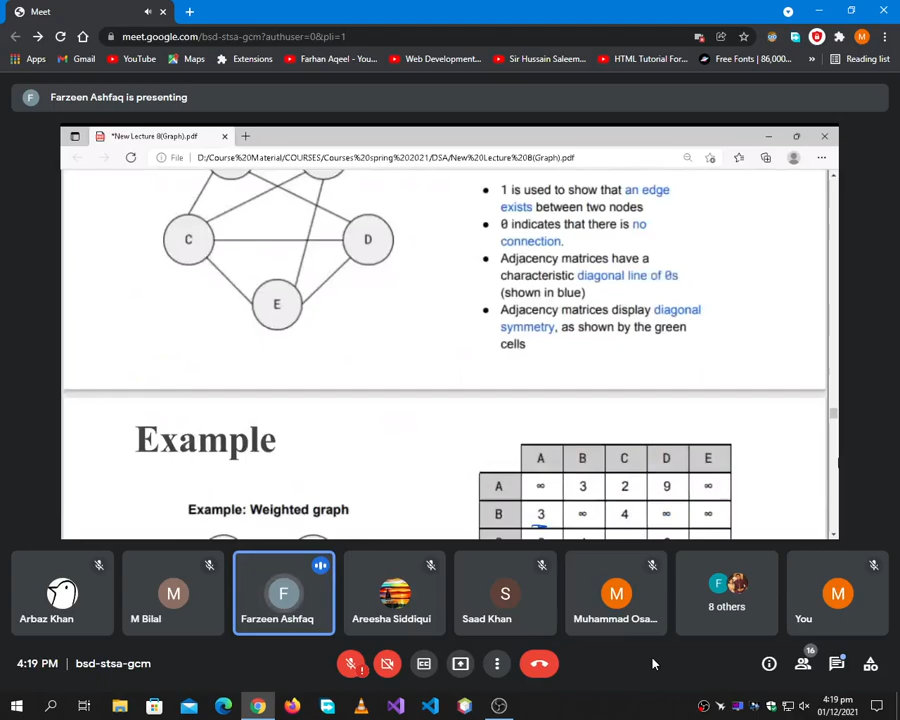 Meet
meet.google.com/bsd-stsa-gcm?authuser=0&pli=1
M
Apps
Gmail
YouTube
Maps
Extensions
Farhan Aqeel - You...
Web Development...
Sir Hussain Saleem...
HTML Tutorial For...
Free Fonts | 86,000...
»
Reading list
F
Farzeen Ashfaq is presenting
*New Lecture 8(Graph).pdf
File
D:/Course%20Material/COURSES/Courses%20spring%202021/DSA/New%20Lecture%208(Graph).pdf
C
D
E
• 1 is used to show that an edge
exists between two nodes
• 0 indicates that there is no
connection.
• Adjacency matrices have a
characteristic diagonal line of 0s
(shown in blue)
• Adjacency matrices display diagonal
symmetry, as shown by the green
cells
Example
Example: Weighted graph
A B C D E
A ∞ 3 2 9 ∞
B 3 ∞ 4 ∞ ∞
Arbaz Khan
M
M Bilal
F
Farzeen Ashfaq
Areesha Siddiqui
S
Saad Khan
M
Muhammad Osa...
F
8 others
M
You
4:19 PM | bsd-stsa-gcm
16
4:19 pm
01/12/2021